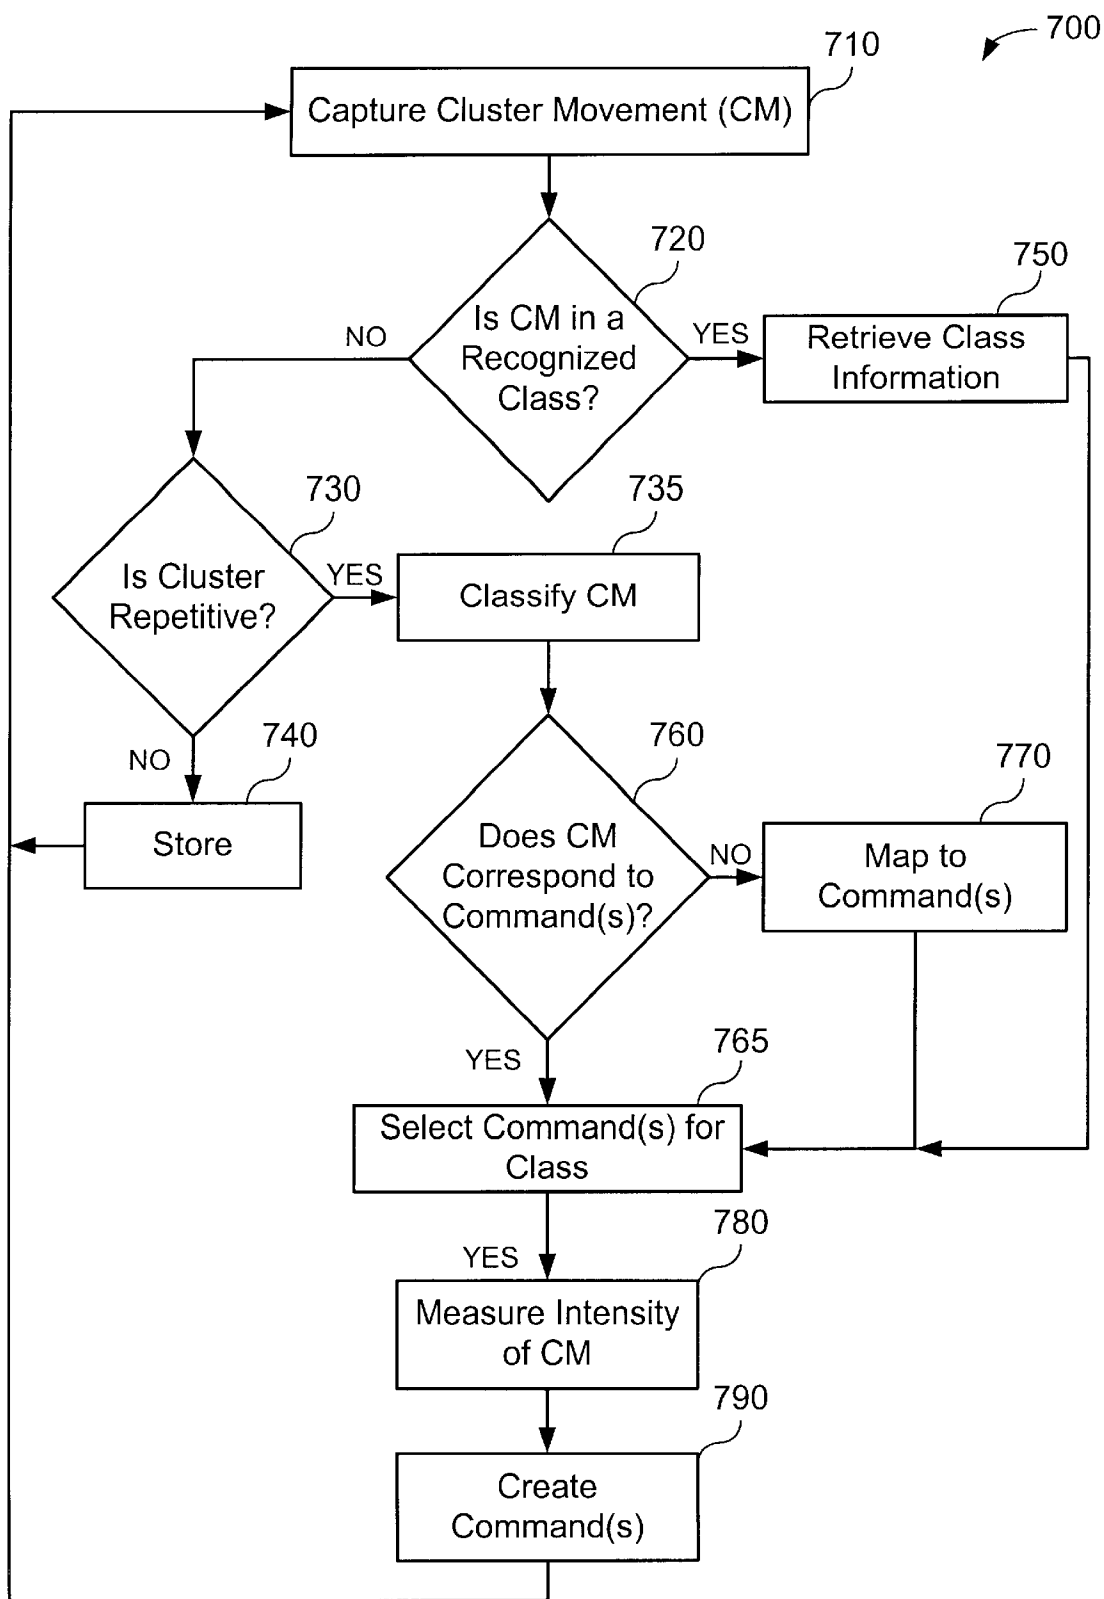 700
710
Capture Cluster Movement (CM)
720
Is CM in a
Recognized
Class?
NO
YES
750
Retrieve Class
Information
730
Is Cluster
Repetitive?
YES
735
Classify CM
NO
740
Store
760
Does CM
Correspond to
Command(s)?
NO
770
Map to
Command(s)
YES
765
Select Command(s) for
Class
YES
780
Measure Intensity
of CM
790
Create
Command(s)